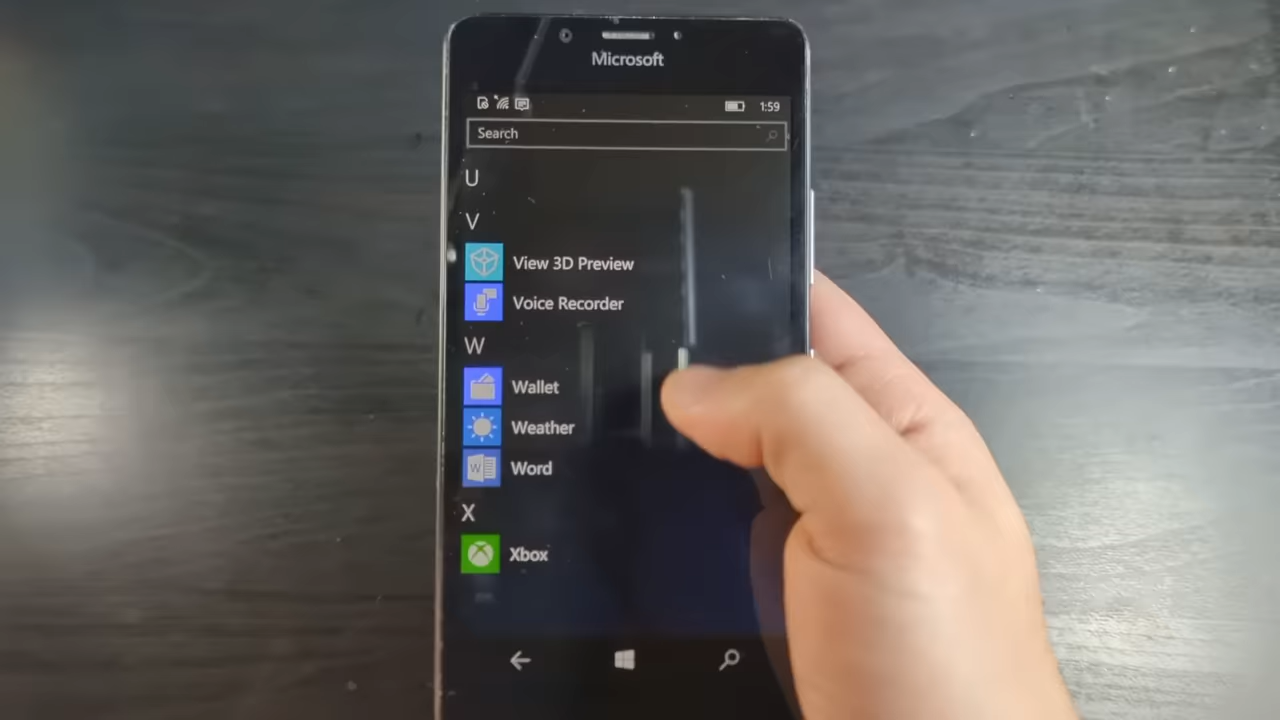 Microsoft
1:59
Search
U
V
View 3D Preview
Voice Recorder
W
Wallet
Weather
W
Word
X
Xbox